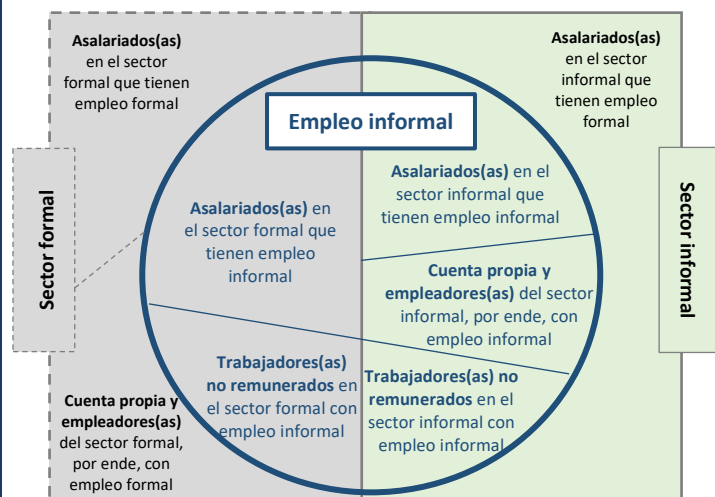 Asalariados(as)
en el sector
formal que tienen
empleo formal
Asalariados(as)
en el sector
informal que
tienen empleo
formal
Empleo informal
Sector formal
Asalariados(as) en
el sector formal que
tienen empleo
informal
Asalariados(as) en el
sector informal que
tienen empleo informal
Sector informal
Cuenta propia y
empleadores(as) del sector
informal, por ende, con
empleo informal
Cuenta propia y
empleadores(as)
del sector formal,
por ende, con
empleo formal
Trabajadores(as)
no remunerados en
el sector formal con
empleo informal
Trabajadores(as) no
remunerados en el
sector informal con
empleo informal